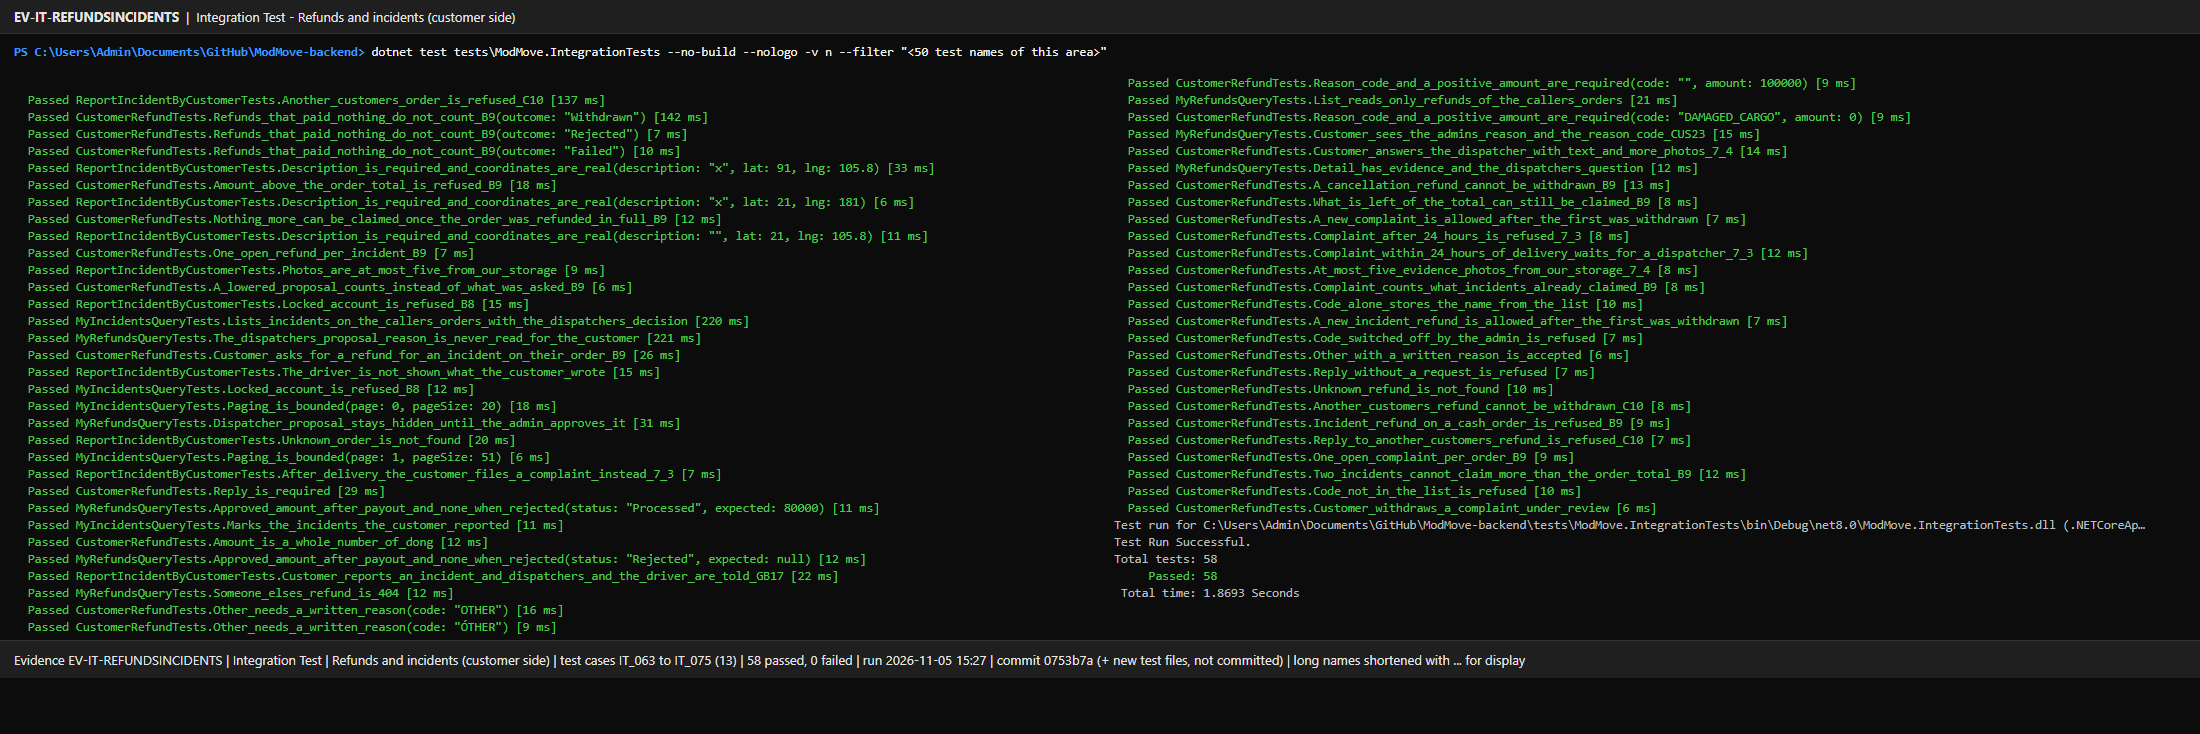 EV-IT-REFUNDSINCIDENTS | Integration Test - Refunds and incidents (customer side)
PS C:\Users\Admin\Documents\GitHub\ModMove-backend> dotnet test tests\ModMove.IntegrationTests --no-build --nologo -v n --filter "<50 test names of this area>"
Passed ReportIncidentByCustomerTests.Another_customers_order_is_refused_C10 [137 ms]
Passed CustomerRefundTests.Refunds_that_paid_nothing_do_not_count_B9(outcome: "Withdrawn") [142 ms]
Passed CustomerRefundTests.Refunds_that_paid_nothing_do_not_count_B9(outcome: "Rejected") [7 ms]
Passed CustomerRefundTests.Refunds_that_paid_nothing_do_not_count_B9(outcome: "Failed") [10 ms]
Passed ReportIncidentByCustomerTests.Description_is_required_and_coordinates_are_real(description: "x", lat: 91, lng: 105.8) [33 ms]
Passed CustomerRefundTests.Amount_above_the_order_total_is_refused_B9 [18 ms]
Passed ReportIncidentByCustomerTests.Description_is_required_and_coordinates_are_real(description: "x", lat: 21, lng: 181) [6 ms]
Passed CustomerRefundTests.Nothing_more_can_be_claimed_once_the_order_was_refunded_in_full_B9 [12 ms]
Passed ReportIncidentByCustomerTests.Description_is_required_and_coordinates_are_real(description: "", lat: 21, lng: 105.8) [11 ms]
Passed CustomerRefundTests.One_open_refund_per_incident_B9 [7 ms]
Passed ReportIncidentByCustomerTests.Photos_are_at_most_five_from_our_storage [9 ms]
Passed CustomerRefundTests.A_lowered_proposal_counts_instead_of_what_was_asked_B9 [6 ms]
Passed ReportIncidentByCustomerTests.Locked_account_is_refused_B8 [15 ms]
Passed MyIncidentsQueryTests.Lists_incidents_on_the_callers_orders_with_the_dispatchers_decision [220 ms]
Passed MyRefundsQueryTests.The_dispatchers_proposal_reason_is_never_read_for_the_customer [221 ms]
Passed CustomerRefundTests.Customer_asks_for_a_refund_for_an_incident_on_their_order_B9 [26 ms]
Passed ReportIncidentByCustomerTests.The_driver_is_not_shown_what_the_customer_wrote [15 ms]
Passed MyIncidentsQueryTests.Locked_account_is_refused_B8 [12 ms]
Passed MyIncidentsQueryTests.Paging_is_bounded(page: 0, pageSize: 20) [18 ms]
Passed MyRefundsQueryTests.Dispatcher_proposal_stays_hidden_until_the_admin_approves_it [31 ms]
Passed ReportIncidentByCustomerTests.Unknown_order_is_not_found [20 ms]
Passed MyIncidentsQueryTests.Paging_is_bounded(page: 1, pageSize: 51) [6 ms]
Passed ReportIncidentByCustomerTests.After_delivery_the_customer_files_a_complaint_instead_7_3 [7 ms]
Passed CustomerRefundTests.Reply_is_required [29 ms]
Passed MyRefundsQueryTests.Approved_amount_after_payout_and_none_when_rejected(status: "Processed", expected: 80000) [11 ms]
Passed MyIncidentsQueryTests.Marks_the_incidents_the_customer_reported [11 ms]
Passed CustomerRefundTests.Amount_is_a_whole_number_of_dong [12 ms]
Passed MyRefundsQueryTests.Approved_amount_after_payout_and_none_when_rejected(status: "Rejected", expected: null) [12 ms]
Passed ReportIncidentByCustomerTests.Customer_reports_an_incident_and_dispatchers_and_the_driver_are_told_GB17 [22 ms]
Passed MyRefundsQueryTests.Someone_elses_refund_is_404 [12 ms]
Passed CustomerRefundTests.Other_needs_a_written_reason(code: "OTHER") [16 ms]
Passed CustomerRefundTests.Other_needs_a_written_reason(code: "ÓTHER") [9 ms]
Passed CustomerRefundTests.Reason_code_and_a_positive_amount_are_required(code: "", amount: 100000) [9 ms]
Passed MyRefundsQueryTests.List_reads_only_refunds_of_the_callers_orders [21 ms]
Passed CustomerRefundTests.Reason_code_and_a_positive_amount_are_required(code: "DAMAGED_CARGO", amount: 0) [9 ms]
Passed MyRefundsQueryTests.Customer_sees_the_admins_reason_and_the_reason_code_CUS23 [15 ms]
Passed CustomerRefundTests.Customer_answers_the_dispatcher_with_text_and_more_photos_7_4 [14 ms]
Passed MyRefundsQueryTests.Detail_has_evidence_and_the_dispatchers_question [12 ms]
Passed CustomerRefundTests.A_cancellation_refund_cannot_be_withdrawn_B9 [13 ms]
Passed CustomerRefundTests.What_is_left_of_the_total_can_still_be_claimed_B9 [8 ms]
Passed CustomerRefundTests.A_new_complaint_is_allowed_after_the_first_was_withdrawn [7 ms]
Passed CustomerRefundTests.Complaint_after_24_hours_is_refused_7_3 [8 ms]
Passed CustomerRefundTests.Complaint_within_24_hours_of_delivery_waits_for_a_dispatcher_7_3 [12 ms]
Passed CustomerRefundTests.At_most_five_evidence_photos_from_our_storage_7_4 [8 ms]
Passed CustomerRefundTests.Complaint_counts_what_incidents_already_claimed_B9 [8 ms]
Passed CustomerRefundTests.Code_alone_stores_the_name_from_the_list [10 ms]
Passed CustomerRefundTests.A_new_incident_refund_is_allowed_after_the_first_was_withdrawn [7 ms]
Passed CustomerRefundTests.Code_switched_off_by_the_admin_is_refused [7 ms]
Passed CustomerRefundTests.Other_with_a_written_reason_is_accepted [6 ms]
Passed CustomerRefundTests.Reply_without_a_request_is_refused [7 ms]
Passed CustomerRefundTests.Unknown_refund_is_not_found [10 ms]
Passed CustomerRefundTests.Another_customers_refund_cannot_be_withdrawn_C10 [8 ms]
Passed CustomerRefundTests.Incident_refund_on_a_cash_order_is_refused_B9 [9 ms]
Passed CustomerRefundTests.Reply_to_another_customers_refund_is_refused_C10 [7 ms]
Passed CustomerRefundTests.One_open_complaint_per_order_B9 [9 ms]
Passed CustomerRefundTests.Two_incidents_cannot_claim_more_than_the_order_total_B9 [12 ms]
Passed CustomerRefundTests.Code_not_in_the_list_is_refused [10 ms]
Passed CustomerRefundTests.Customer_withdraws_a_complaint_under_review [6 ms]
Test run for C:\Users\Admin\Documents\GitHub\ModMove-backend\tests\ModMove.IntegrationTests\bin\Debug\net8.0\ModMove.IntegrationTests.dll (.NETCoreAp…
Test Run Successful.
Total tests: 58
Passed: 58
Total time: 1.8693 Seconds
Evidence EV-IT-REFUNDSINCIDENTS | Integration Test | Refunds and incidents (customer side) | test cases IT_063 to IT_075 (13) | 58 passed, 0 failed | run 2026-11-05 15:27 | commit 0753b7a (+ new test files, not committed) | long names shortened with ... for display